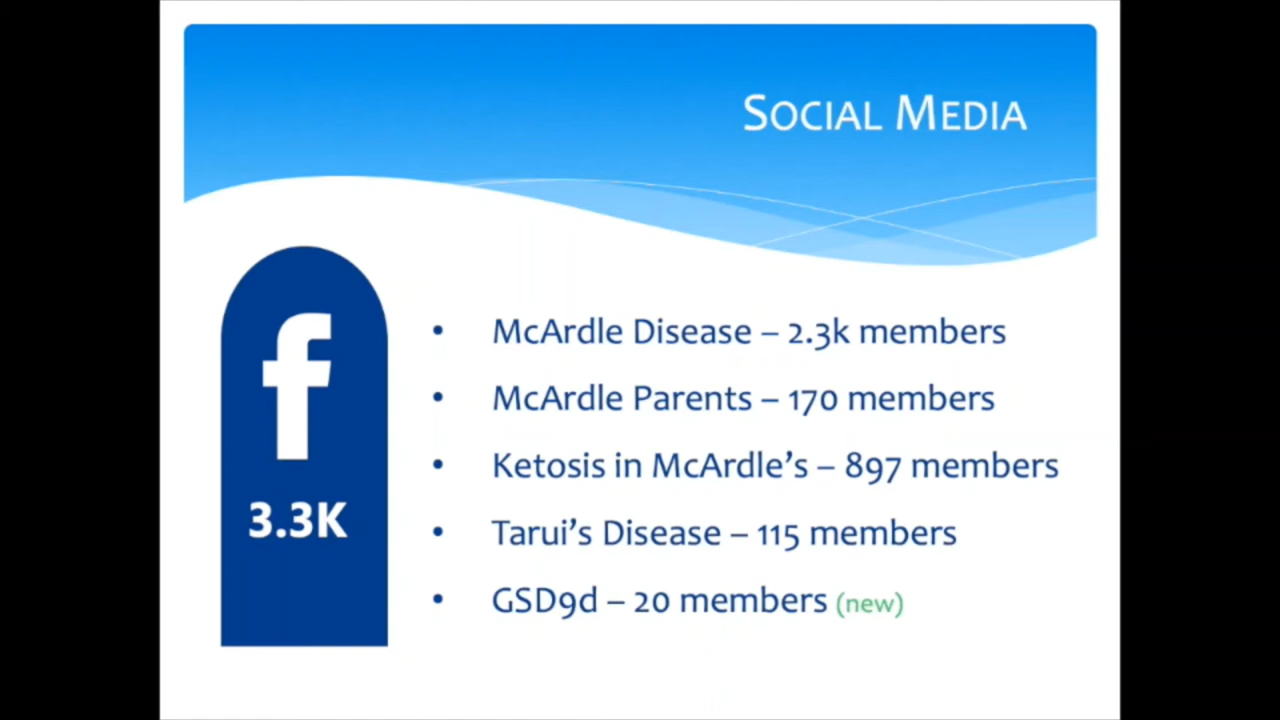 SOCIAL MEDIA
f
3.3K
• McArdle Disease – 2.3k members
• McArdle Parents – 170 members
• Ketosis in McArdle’s – 897 members
• Tarui’s Disease – 115 members
• GSD9d – 20 members (new)